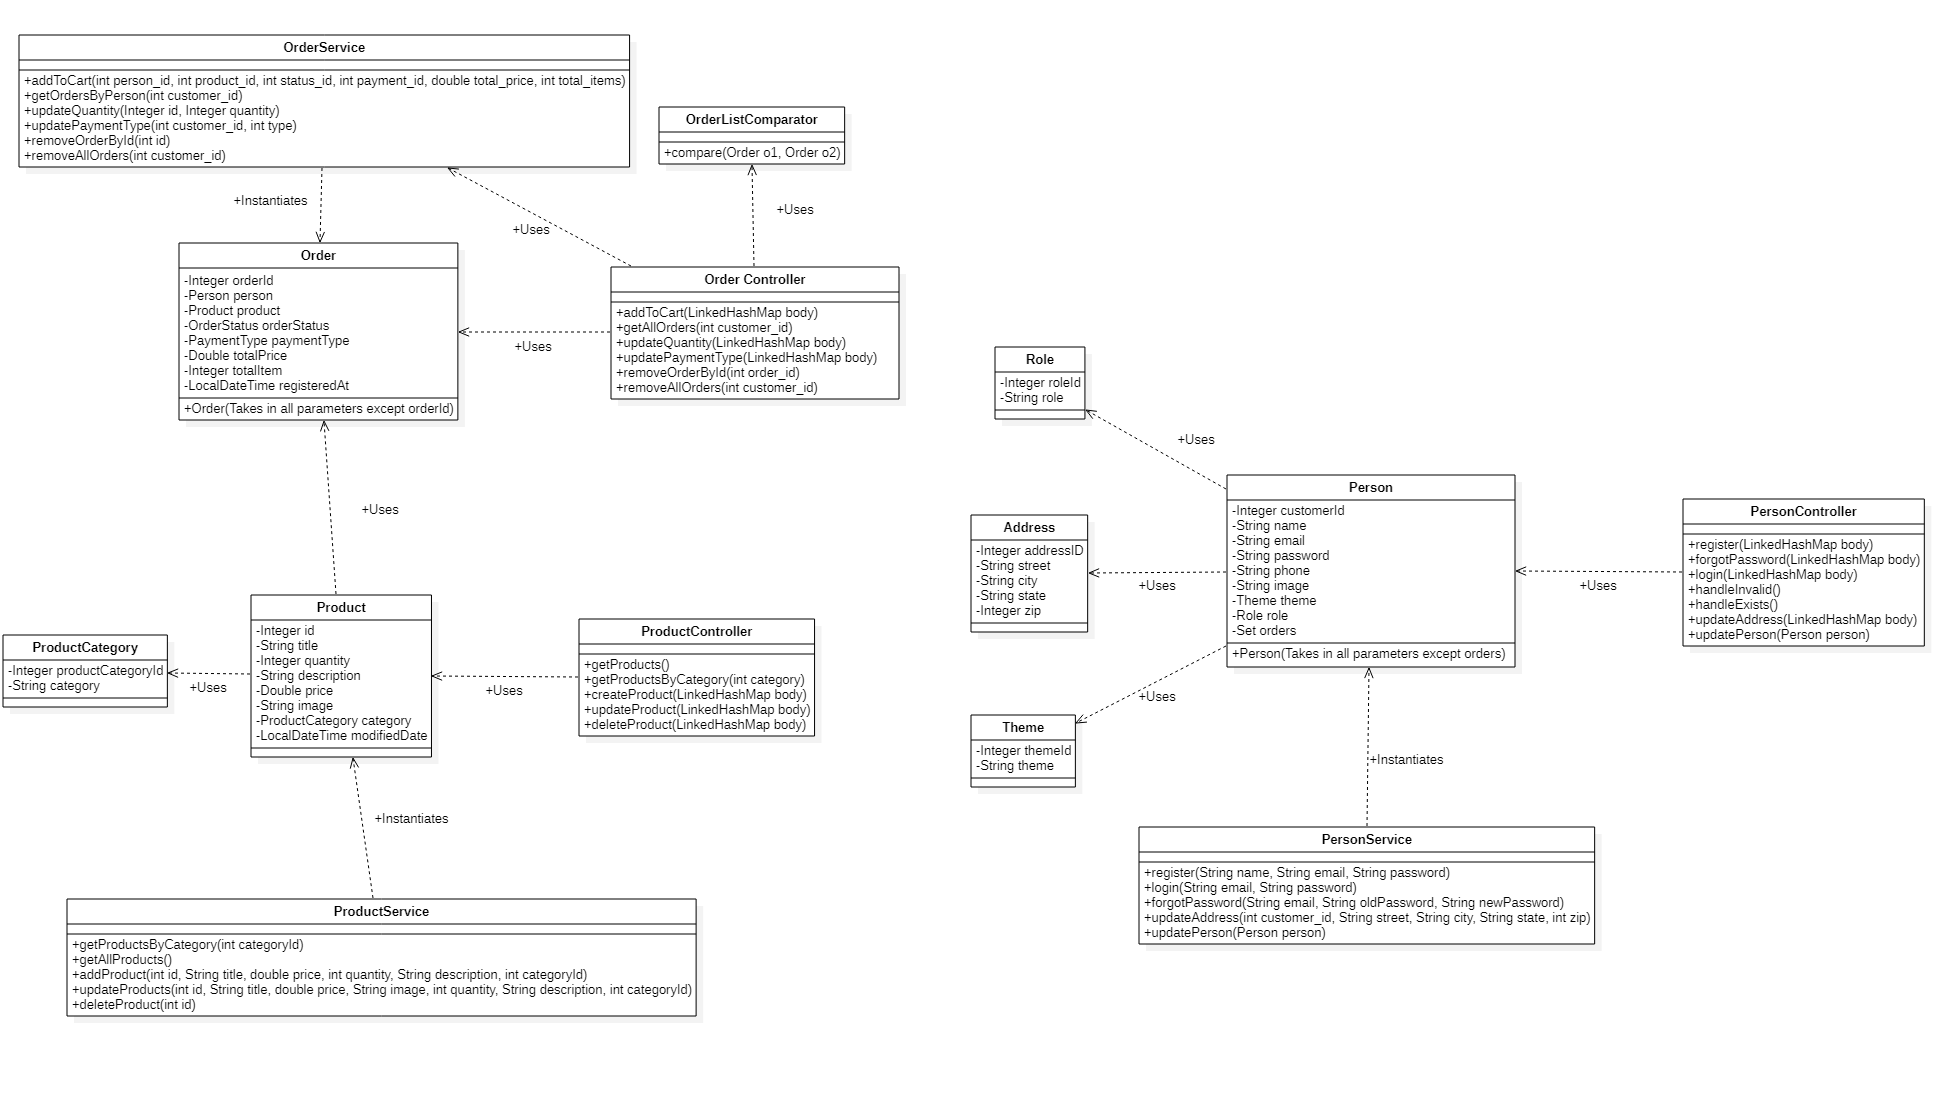 OrderService
+addToCart(int person_id, int product_id, int status_id, int payment_id, double total_price, int total_items)
+getOrdersByPerson(int customer_id)
+updateQuantity(Integer id, Integer quantity)
+updatePaymentType(int customer_id, int type)
+removeOrderById(int id)
+removeAllOrders(int customer_id)
OrderListComparator
+compare(Order o1, Order o2)
+Instantiates
+Uses
+Uses
Order
-Integer orderId
-Person person
-Product product
-OrderStatus orderStatus
-PaymentType paymentType
-Double totalPrice
-Integer totalItem
-LocalDateTime registeredAt
+Order(Takes in all parameters except orderId)
+Uses
Order Controller
+addToCart(LinkedHashMap body)
+getAllOrders(int customer_id)
+updateQuantity(LinkedHashMap body)
+updatePaymentType(LinkedHashMap body)
+removeOrderById(int order_id)
+removeAllOrders(int customer_id)
+Uses
Product
-Integer id
-String title
-Integer quantity
-String description
-Double price
-String image
-ProductCategory category
-LocalDateTime modifiedDate
ProductCategory
-Integer productCategoryId
-String category
+Uses
+Uses
ProductController
+getProducts()
+getProductsByCategory(int category)
+createProduct(LinkedHashMap body)
+updateProduct(LinkedHashMap body)
+deleteProduct(LinkedHashMap body)
+Instantiates
ProductService
+getProductsByCategory(int categoryId)
+getAllProducts()
+addProduct(int id, String title, double price, int quantity, String description, int categoryId)
+updateProducts(int id, String title, double price, String image, int quantity, String description, int categoryId)
+deleteProduct(int id)
Role
-Integer roleId
-String role
+Uses
Address
-Integer addressID
-String street
-String city
-String state
-Integer zip
+Uses
Theme
-Integer themeId
-String theme
+Uses
Person
-Integer customerId
-String name
-String email
-String password
-String phone
-String image
-Theme theme
-Role role
-Set orders
+Person(Takes in all parameters except orders)
+Uses
PersonController
+register(LinkedHashMap body)
+forgotPassword(LinkedHashMap body)
+login(LinkedHashMap body)
+handleInvalid()
+handleExists()
+updateAddress(LinkedHashMap body)
+updatePerson(Person person)
+Instantiates
PersonService
+register(String name, String email, String password)
+login(String email, String password)
+forgotPassword(String email, String oldPassword, String newPassword)
+updateAddress(int customer_id, String street, String city, String state, int zip)
+updatePerson(Person person)